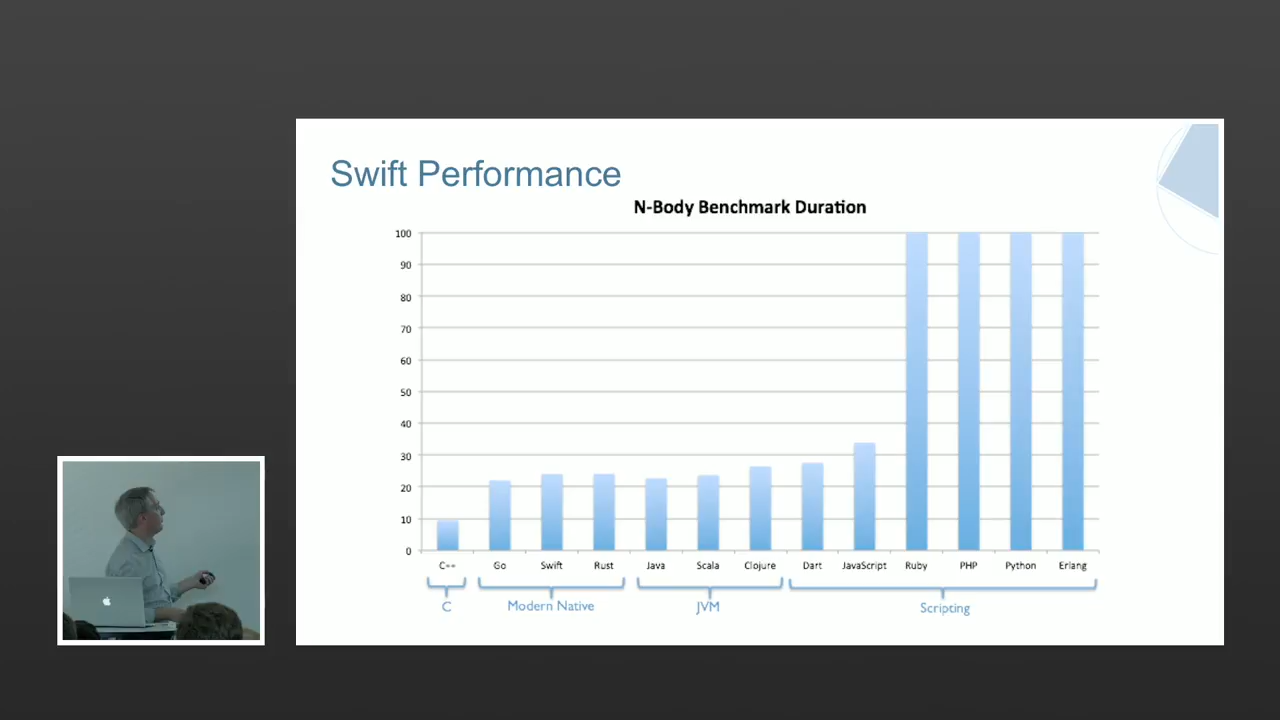 Swift Performance
N-Body Benchmark Duration
100
90
80
70
60
50
40
30
20
10
0
C++ Go Swift Rust Java Scala Clojure Dart JavaScript Ruby PHP Python Erlang
C Modern Native JVM Scripting